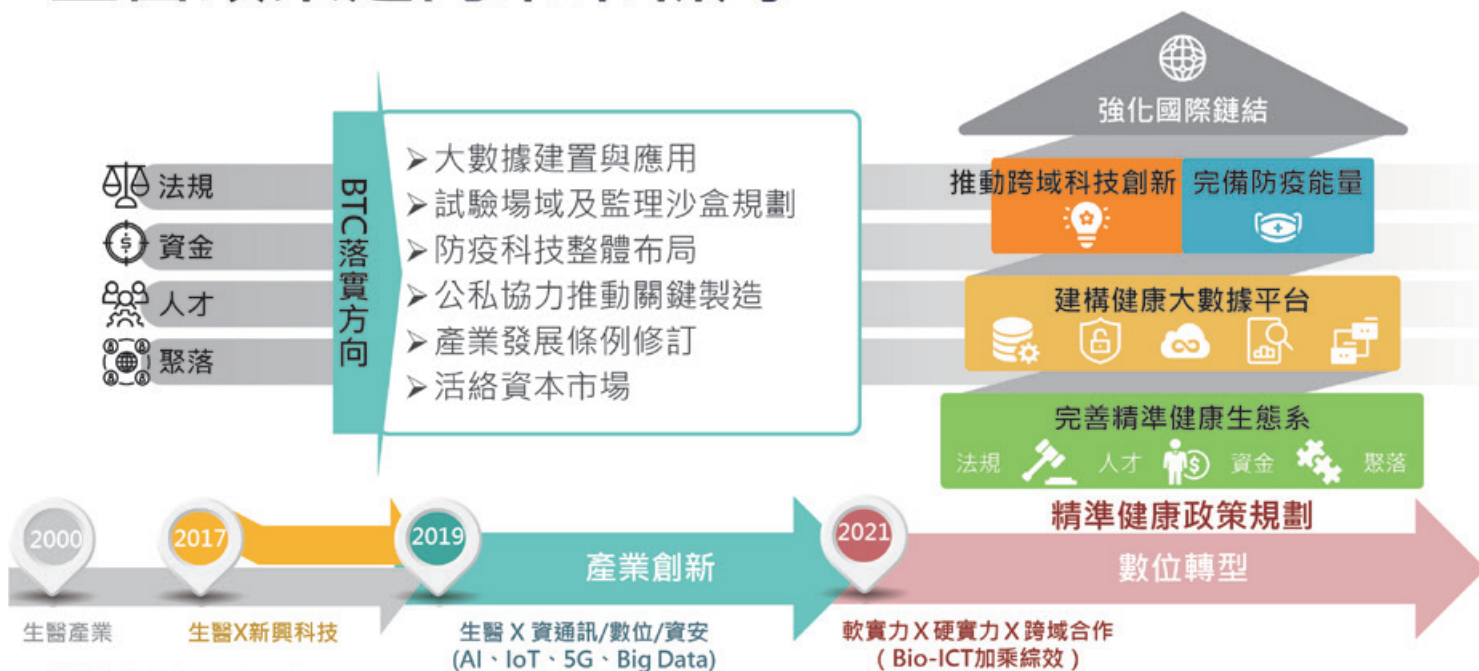 強化國際鏈結
法規
資金
人才
聚落
BTC落實方向
➤大數據建置與應用
➤試驗場域及監理沙盒規劃
➤防疫科技整體布局
➤公私協力推動關鍵製造
➤產業發展條例修訂
➤活絡資本市場
推動跨域科技創新
完備防疫能量
建構健康大數據平台
完善精準健康生態系
法規 人才 資金 聚落
精準健康政策規劃
2000
2017
2019
2021
產業創新
數位轉型
生醫產業
生醫X新興科技
生醫 X 資通訊/數位/資安
(AI、IoT、5G、Big Data)
軟實力X硬實力X跨域合作
( Bio-ICT加乘綜效 )